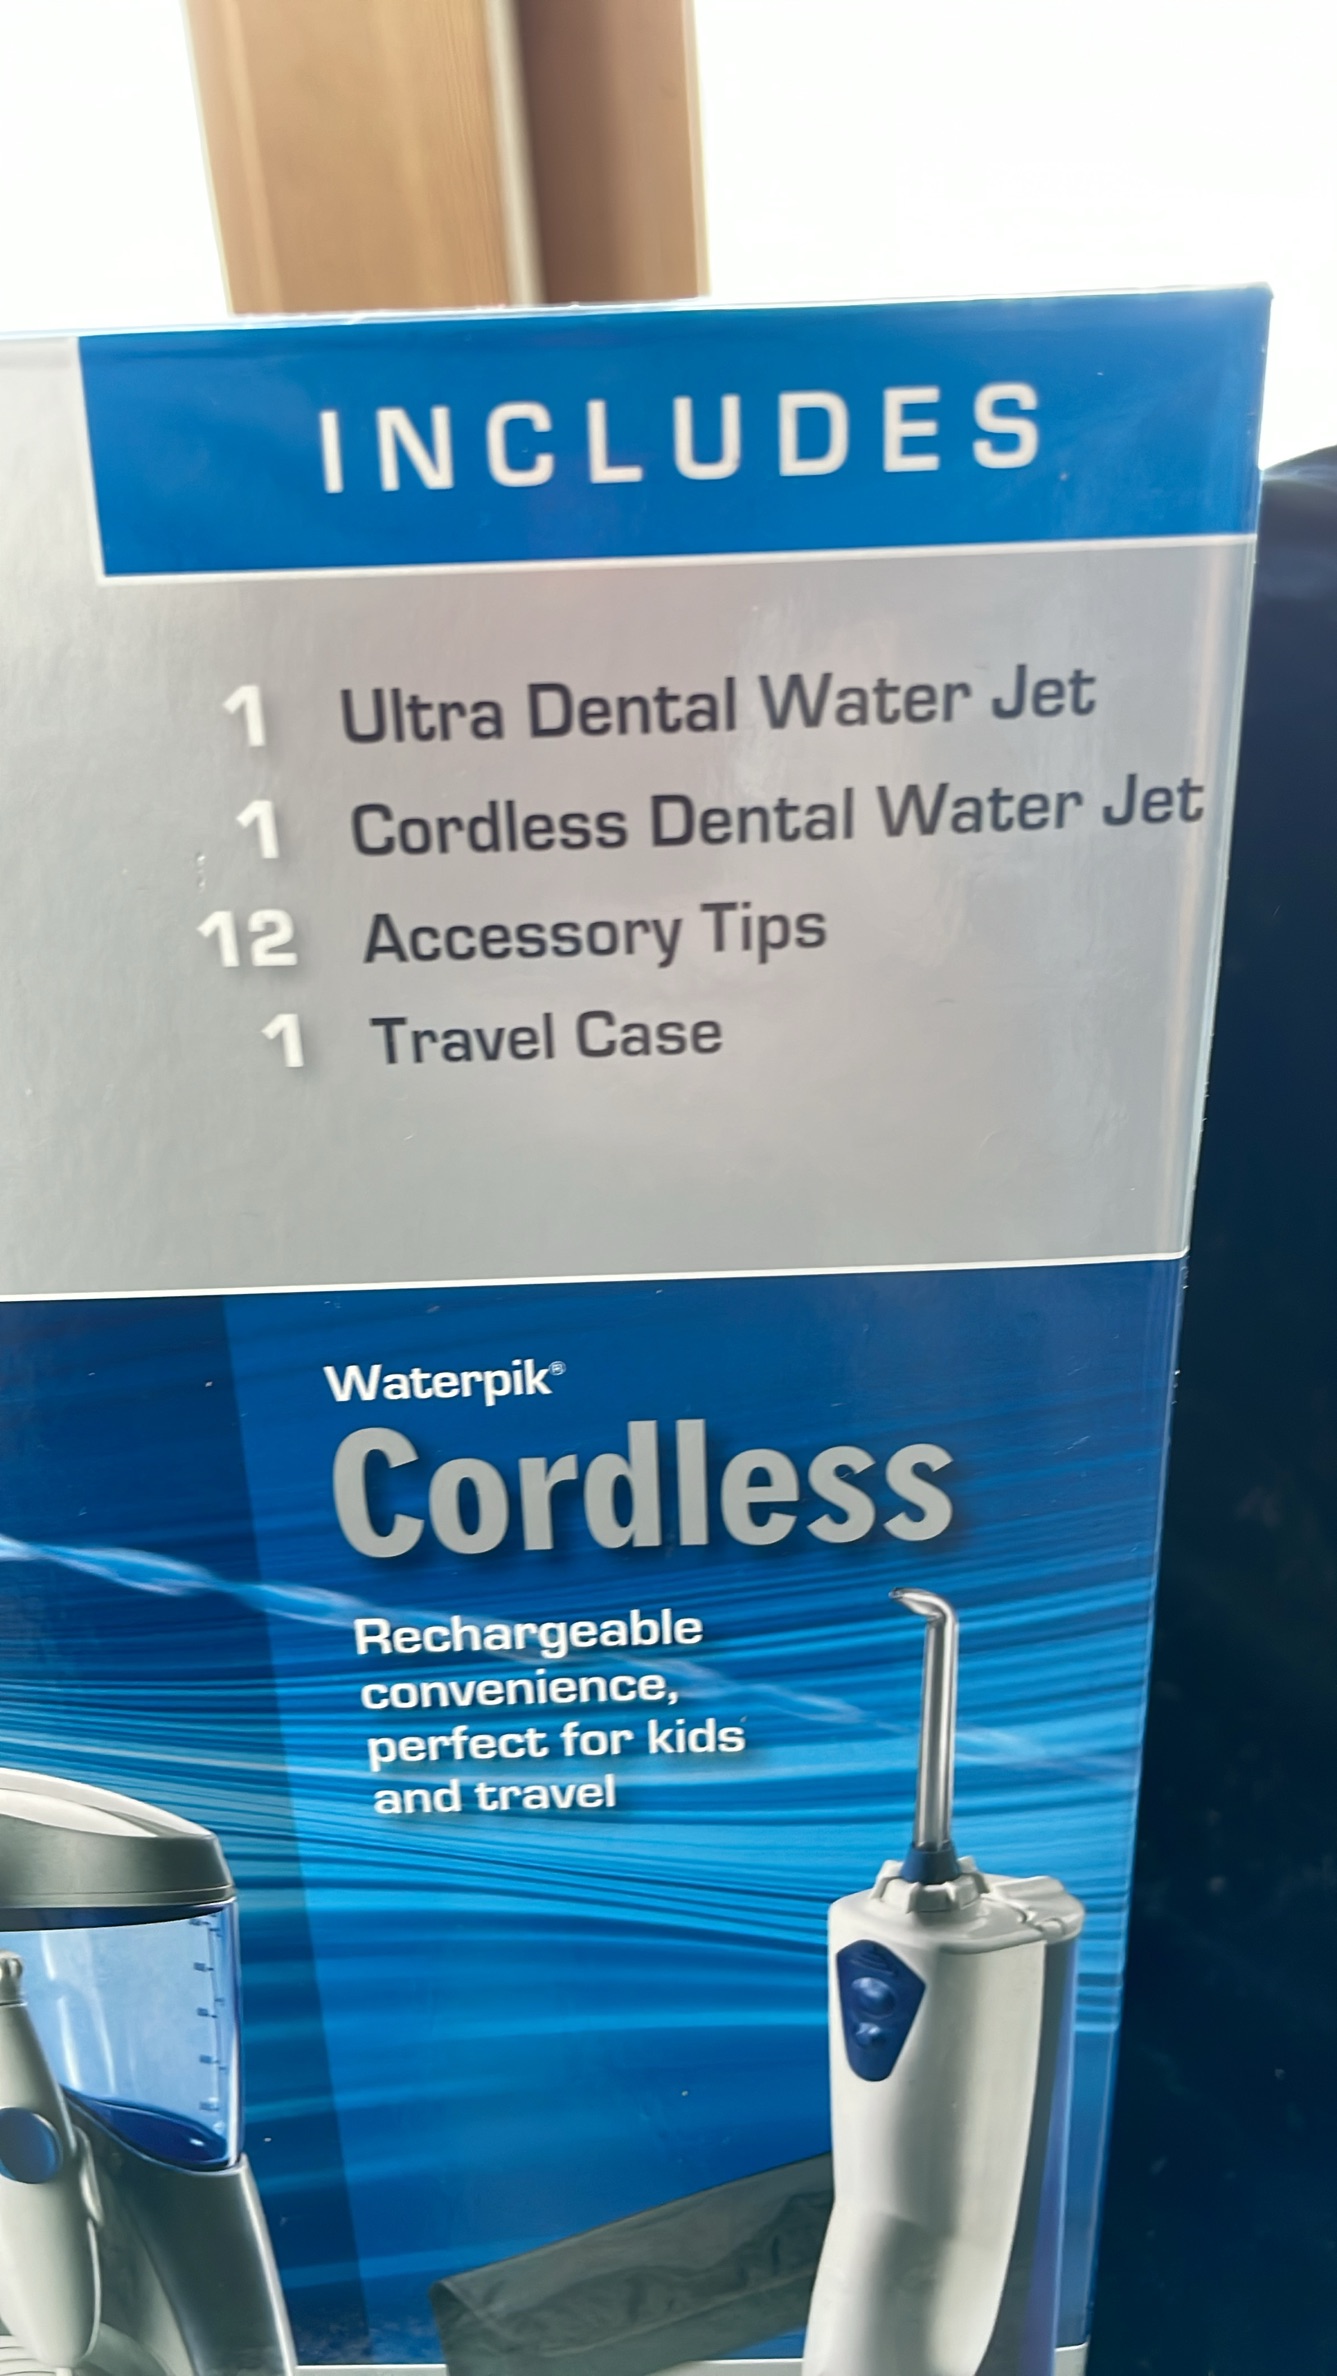 INCLUDES
1 Ultra Dental Water Jet
1 Cordless Dental Water Jet
12 Accessory Tips
1 Travel Case
Waterpik®
Cordless
Rechargeable
convenience,
perfect for kids
and travel